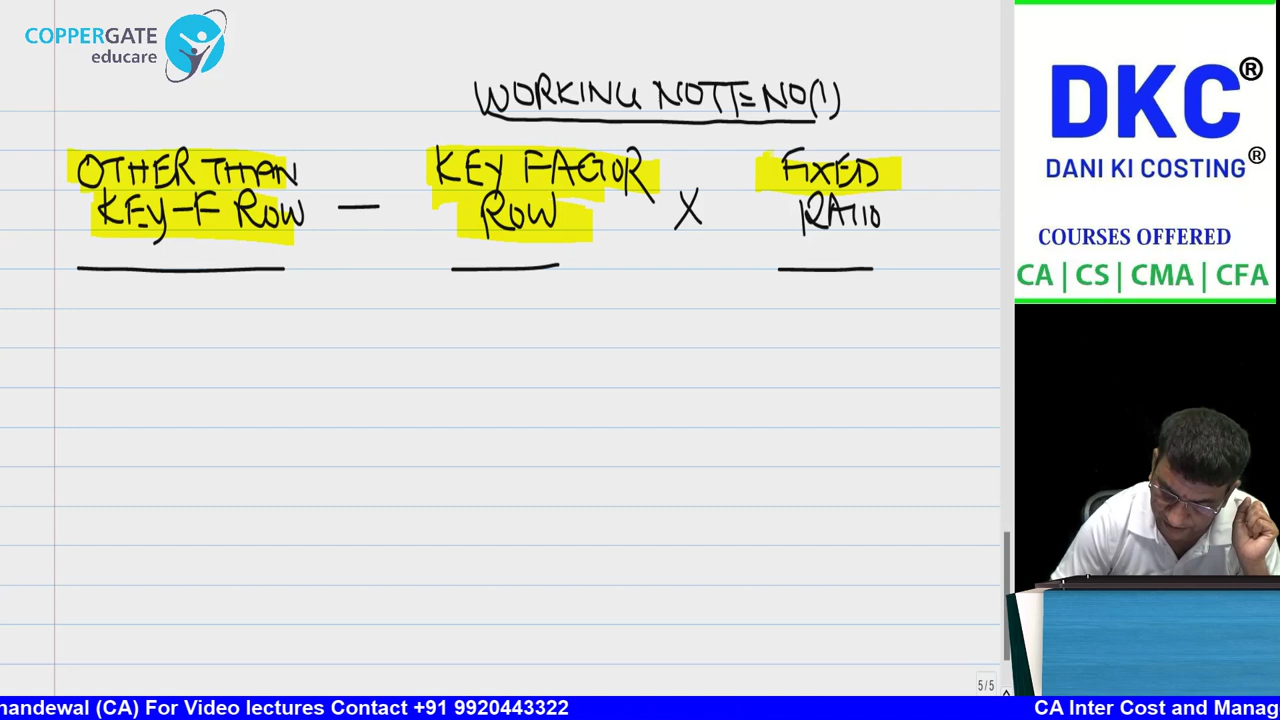 COPPERGATE
educare
WORKING NOTE NO(1)
OTHER THAN
KEY-F ROW
—
KEY FACTOR
ROW
X
FIXED
RATIO
5/5
DKC®
DANI KI COSTING®
COURSES OFFERED
CA | CS | CMA | CFA
handewal (CA) For Video lectures Contact +91 9920443322
CA Inter Cost and Manag